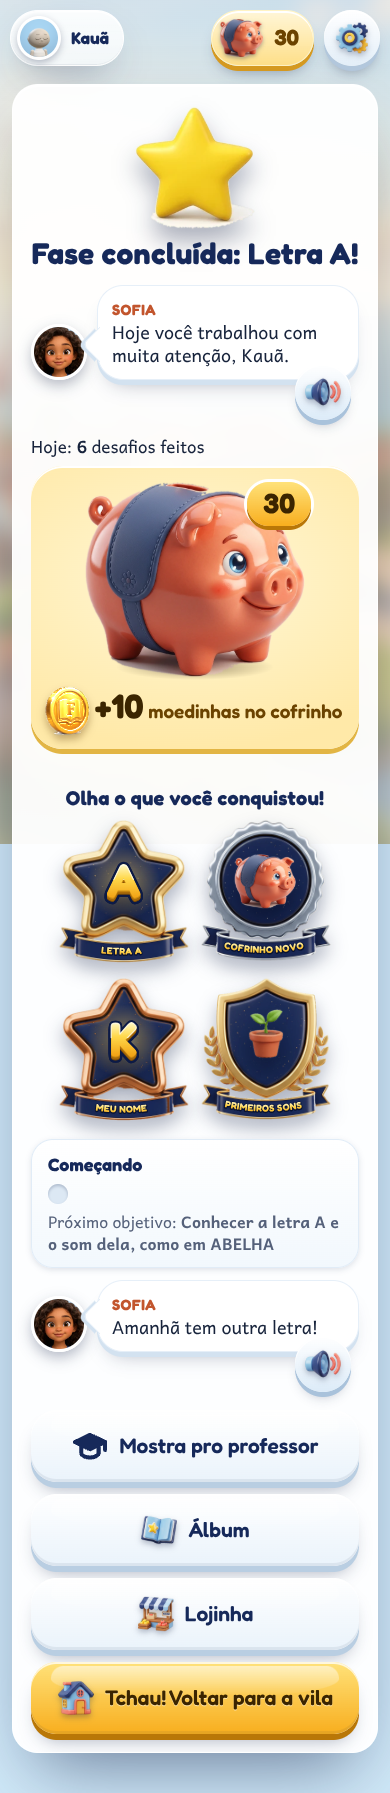 Kauã
30
Fase concluída: Letra A!
SOFIA
Hoje você trabalhou com
muita atenção, Kauã.
Hoje: 6 desafios feitos
30
F
+10 moedinhas no cofrinho
Olha o que você conquistou!
A
LETRA A
COFRINHO NOVO
K
MEU NOME
PRIMEIROS SONS
Começando
Próximo objetivo: Conhecer a letra A e
o som dela, como em ABELHA
SOFIA
Amanhã tem outra letra!
Mostra pro professor
Álbum
Lojinha
Tchau! Voltar para a vila